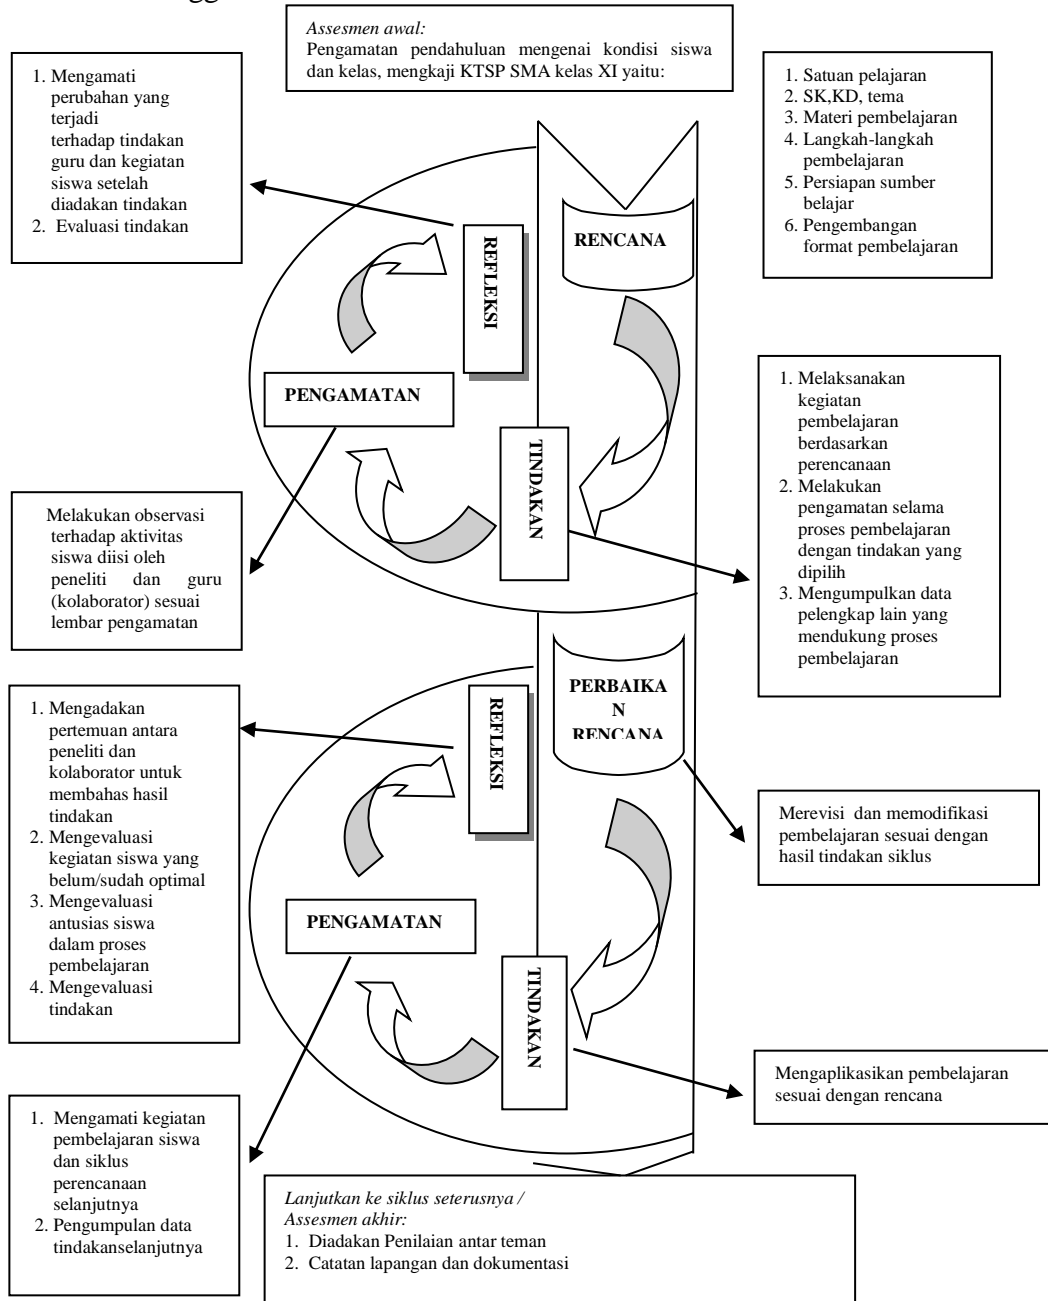 Assesmen awal:
Pengamatan pendahuluan mengenai kondisi siswa
dan kelas, mengkaji KTSP SMA kelas XI yaitu:
1. Mengamati
perubahan yang
terjadi
terhadap tindakan
guru dan kegiatan
siswa setelah
diadakan tindakan
2. Evaluasi tindakan
1. Satuan pelajaran
2. SK,KD, tema
3. Materi pembelajaran
4. Langkah-langkah
pembelajaran
5. Persiapan sumber
belajar
6. Pengembangan
format pembelajaran
RENCANA
REFLEKSI
PENGAMATAN
TINDAKAN
1. Melaksanakan
kegiatan
pembelajaran
berdasarkan
perencanaan
2. Melakukan
pengamatan selama
proses pembelajaran
dengan tindakan yang
dipilih
3. Mengumpulkan data
pelengkap lain yang
mendukung proses
pembelajaran
Melakukan observasi
terhadap aktivitas
siswa diisi oleh
peneliti dan guru
(kolaborator) sesuai
lembar pengamatan
PERBAIKA
N
RENCANA
REFLEKSI
1. Mengadakan
pertemuan antara
peneliti dan
kolaborator untuk
membahas hasil
tindakan
2. Mengevaluasi
kegiatan siswa yang
belum/sudah optimal
3. Mengevaluasi
antusias siswa
dalam proses
pembelajaran
4. Mengevaluasi
tindakan
Merevisi dan memodifikasi
pembelajaran sesuai dengan
hasil tindakan siklus
PENGAMATAN
TINDAKAN
Mengaplikasikan pembelajaran
sesuai dengan rencana
1. Mengamati kegiatan
pembelajaran siswa
dan siklus
perencanaan
selanjutnya
2. Pengumpulan data
tindakanselanjutnya
Lanjutkan ke siklus seterusnya /
Assesmen akhir:
1. Diadakan Penilaian antar teman
2. Catatan lapangan dan dokumentasi